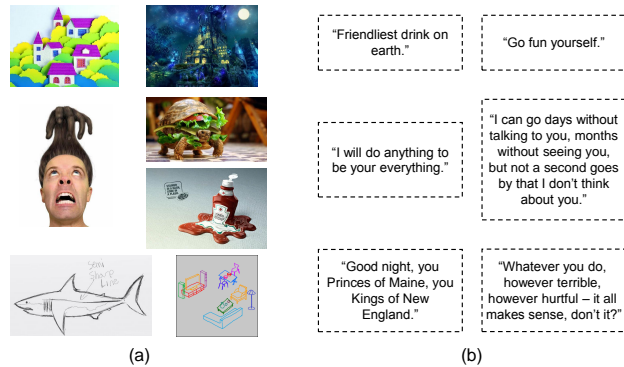 “Friendliest drink on
earth.”
“Go fun yourself.”
“I will do anything to
be your everything.”
“I can go days without
talking to you, months
without seeing you,
but not a second goes
by that I don’t think
about you.”
“Good night, you
Princes of Maine, you
Kings of New
England.”
“Whatever you do,
however terrible,
however hurtful – it all
makes sense, don’t it?”
(a)
(b)